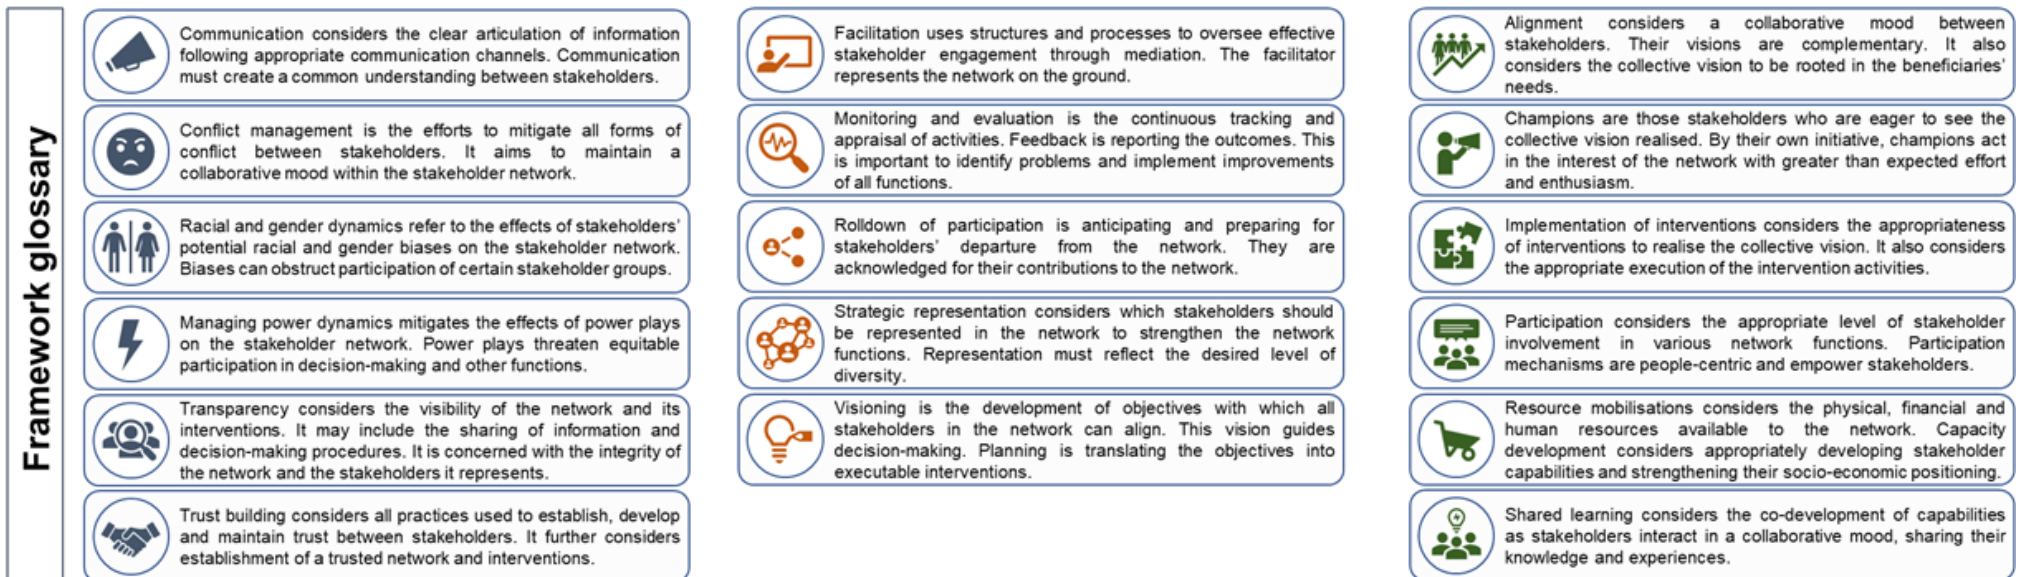 Framework glossary
Communication considers the clear articulation of information
following appropriate communication channels. Communication
must create a common understanding between stakeholders.
Conflict management is the efforts to mitigate all forms of
conflict between stakeholders. It aims to maintain a
collaborative mood within the stakeholder network.
Racial and gender dynamics refer to the effects of stakeholders'
potential racial and gender biases on the stakeholder network.
Biases can obstruct participation of certain stakeholder groups.
Managing power dynamics mitigates the effects of power plays
on the stakeholder network. Power plays threaten equitable
participation in decision-making and other functions.
Transparency considers the visibility of the network and its
interventions. It may include the sharing of information and
decision-making procedures. It is concerned with the integrity of
the network and the stakeholders it represents.
Trust building considers all practices used to establish, develop
and maintain trust between stakeholders. It further considers
establishment of a trusted network and interventions.
Facilitation uses structures and processes to oversee effective
stakeholder engagement through mediation. The facilitator
represents the network on the ground.
Monitoring and evaluation is the continuous tracking and
appraisal of activities. Feedback is reporting the outcomes. This
is important to identify problems and implement improvements
of all functions.
Rolldown of participation is anticipating and preparing for
stakeholders' departure from the network. They are
acknowledged for their contributions to the network.
Strategic representation considers which stakeholders should
be represented in the network to strengthen the network
functions. Representation must reflect the desired level of
diversity.
Visioning is the development of objectives with which all
stakeholders in the network can align. This vision guides
decision-making. Planning is translating the objectives into
executable interventions.
Alignment considers a collaborative mood between
stakeholders. Their visions are complementary. It also
considers the collective vision to be rooted in the beneficiaries'
needs.
Champions are those stakeholders who are eager to see the
collective vision realised. By their own initiative, champions act
in the interest of the network with greater than expected effort
and enthusiasm.
Implementation of interventions considers the appropriateness
of interventions to realise the collective vision. It also considers
the appropriate execution of the intervention activities.
Participation considers the appropriate level of stakeholder
involvement in various network functions. Participation
mechanisms are people-centric and empower stakeholders.
Resource mobilisations considers the physical, financial and
human resources available to the network. Capacity
development considers appropriately developing stakeholder
capabilities and strengthening their socio-economic positioning.
Shared learning considers the co-development of capabilities
as stakeholders interact in a collaborative mood, sharing their
knowledge and experiences.